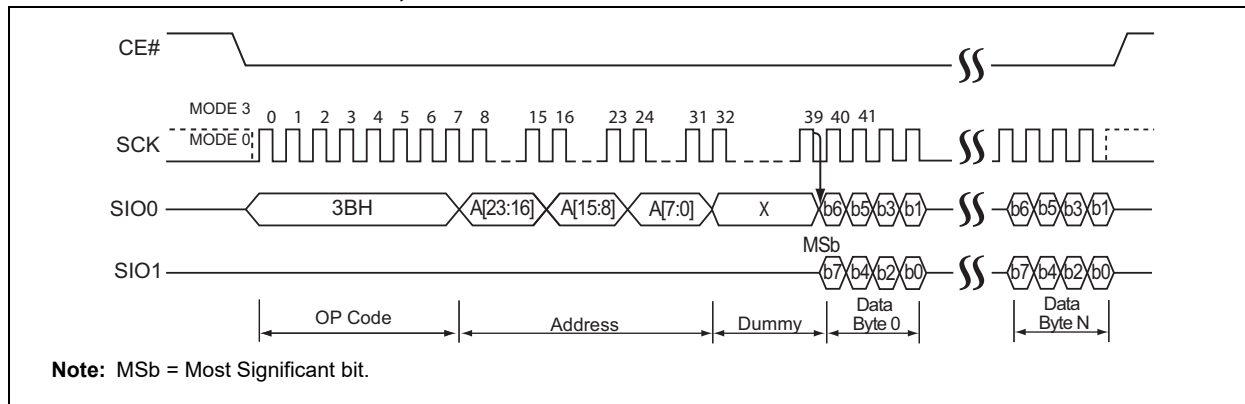 CE#
MODE 3
0 1 2 3 4 5 6 7 8 15 16 23 24 31 32 39 40 41
MODE 0
SCK
SIO0 3BH A[23:16] A[15:8] A[7:0] X b6 b5 b3 b1 b6 b5 b3 b1
MSb
SIO1 b7 b4 b2 b0 b7 b4 b2 b0
OP Code Address Dummy Data Byte 0 Data Byte N
Note: MSb = Most Significant bit.